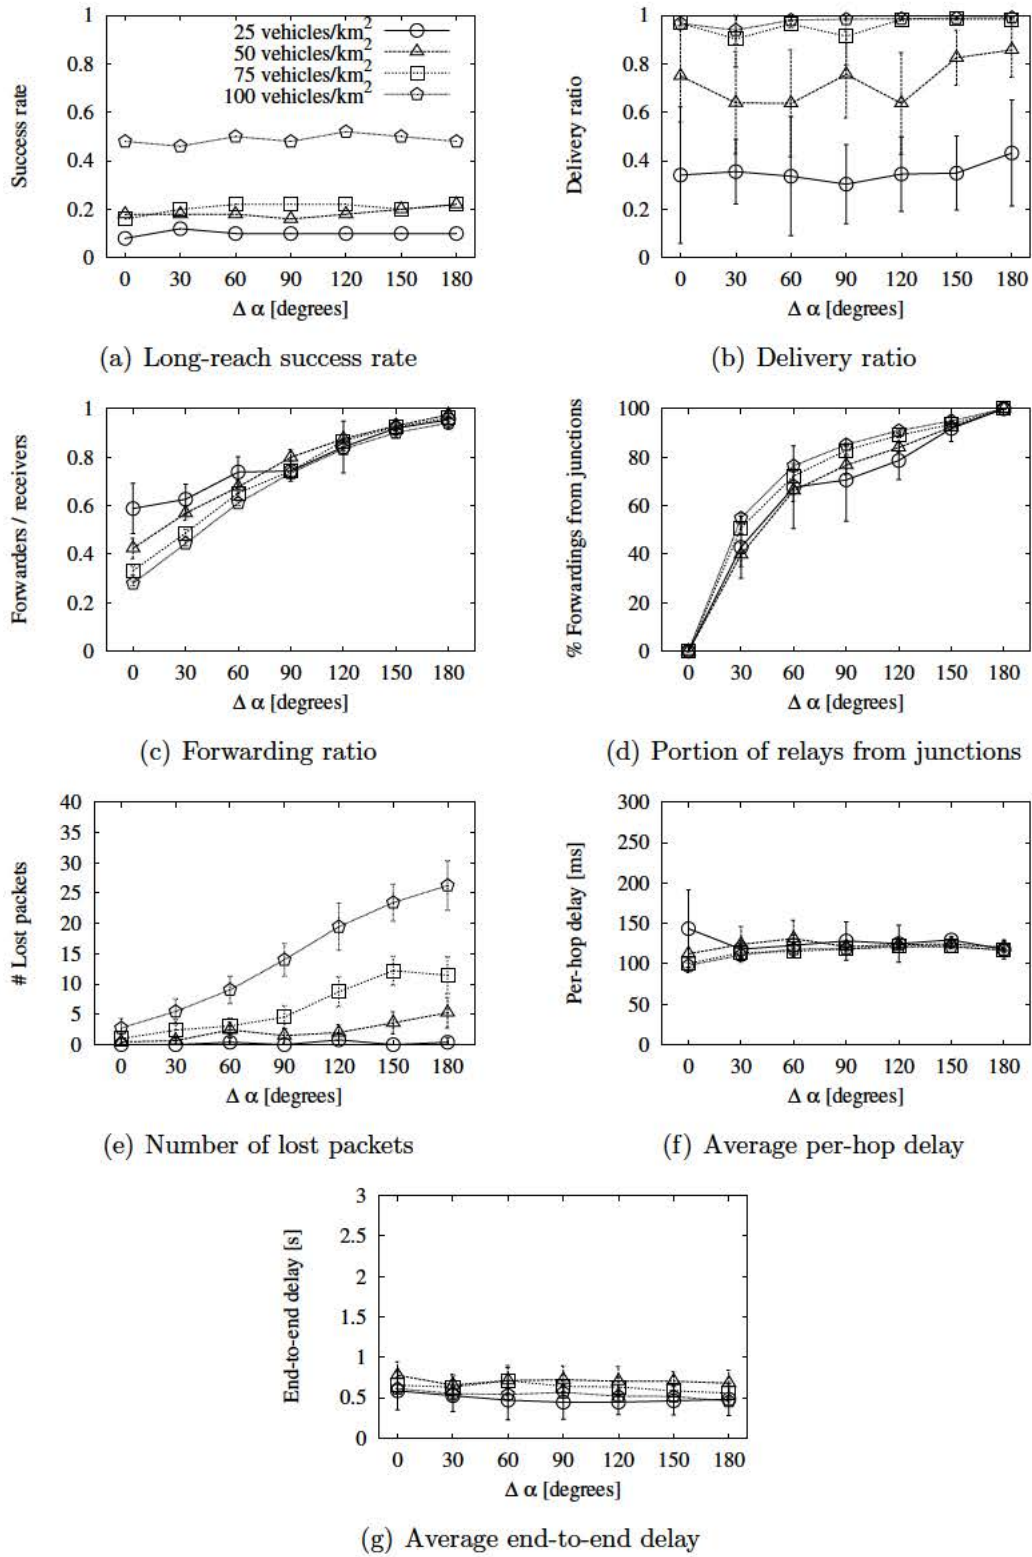 Success rate
1
0.8
0.6
0.4
0.2
0
25 vehicles/km²
50 vehicles/km²
75 vehicles/km²
100 vehicles/km²
0 30 60 90 120 150 180
Δ α [degrees]
(a) Long-reach success rate
Delivery ratio
1
0.8
0.6
0.4
0.2
0
0 30 60 90 120 150 180
Δ α [degrees]
(b) Delivery ratio
Forwarders / receivers
1
0.8
0.6
0.4
0.2
0
0 30 60 90 120 150 180
Δ α [degrees]
(c) Forwarding ratio
% Forwardings from junctions
100
80
60
40
20
0
0 30 60 90 120 150 180
Δ α [degrees]
(d) Portion of relays from junctions
# Lost packets
40
35
30
25
20
15
10
5
0
0 30 60 90 120 150 180
Δ α [degrees]
(e) Number of lost packets
Per-hop delay [ms]
300
250
200
150
100
50
0
0 30 60 90 120 150 180
Δ α [degrees]
(f) Average per-hop delay
End-to-end delay [s]
3
2.5
2
1.5
1
0.5
0
0 30 60 90 120 150 180
Δ α [degrees]
(g) Average end-to-end delay